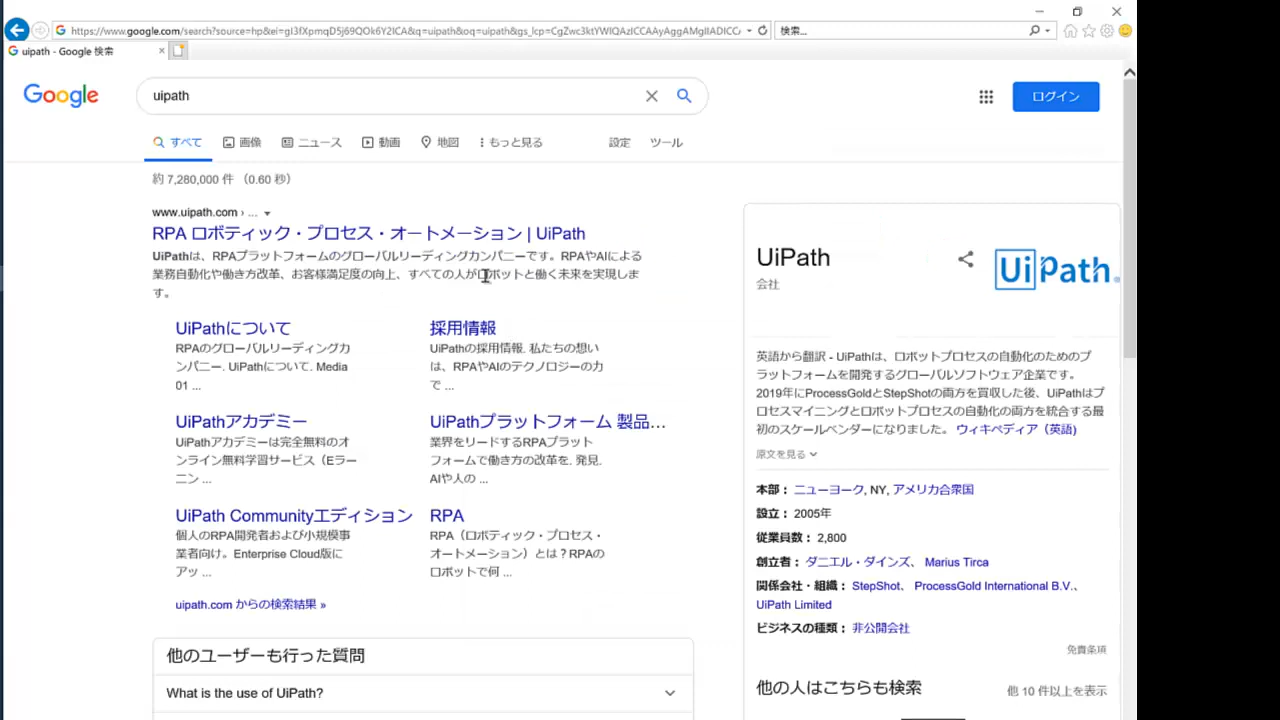 https://www.google.com/search?source=hp&ei=
検索...
uipath - Google 検索
Google
uipath
ログイン
すべて 画像 ニュース 動画 地図 もっと見る 設定 ツール
約 7,280,000 件 （0.60 秒）
www.uipath.com › ...
RPA ロボティック・プロセス・オートメーション | UiPath
UiPathは、RPAプラットフォームのグローバルリーディングカンパニーです。RPAやAIによる
業務自動化や働き方改革、お客様満足度の向上、すべての人がロボットと働く未来を実現しま
す。
UiPathについて
RPAのグローバルリーディングカ
ンパニー. UiPathについて. Media
01 ...
採用情報
UiPathの採用情報. 私たちの想い
は、RPAやAIのテクノロジーの力
で ...
UiPathアカデミー
UiPathアカデミーは完全無料のオ
ンライン無料学習サービス（Eラー
ニン ...
UiPathプラットフォーム 製品...
業界をリードするRPAプラット
フォームで働き方の改革を. 発見.
AIや人の ...
UiPath Communityエディション
個人のRPA開発者および小規模事
業者向け。Enterprise Cloud版に
アッ ...
RPA
RPA（ロボティック・プロセス・
オートメーション）とは？RPAの
ロボットで何 ...
uipath.com からの検索結果 »
他のユーザーも行った質問
What is the use of UiPath?
UiPath
会社
UiPath
英語から翻訳 - UiPathは、ロボットプロセスの自動化のためのプ
ラットフォームを開発するグローバルソフトウェア企業です。
2019年にProcessGoldとStepShotの両方を買収した後、UiPathはプ
ロセスマイニングとロボットプロセスの自動化の両方を統合する最
初のスケールベンダーになりました。 ウィキペディア（英語）
原文を見る
本部： ニューヨーク, NY, アメリカ合衆国
設立： 2005年
従業員数： 2,800
創立者： ダニエル・ダインズ、 Marius Tirca
関係会社・組織： StepShot、 ProcessGold International B.V.、
UiPath Limited
ビジネスの種類： 非公開会社
免責条項
他の人はこちらも検索
他 10 件以上を表示